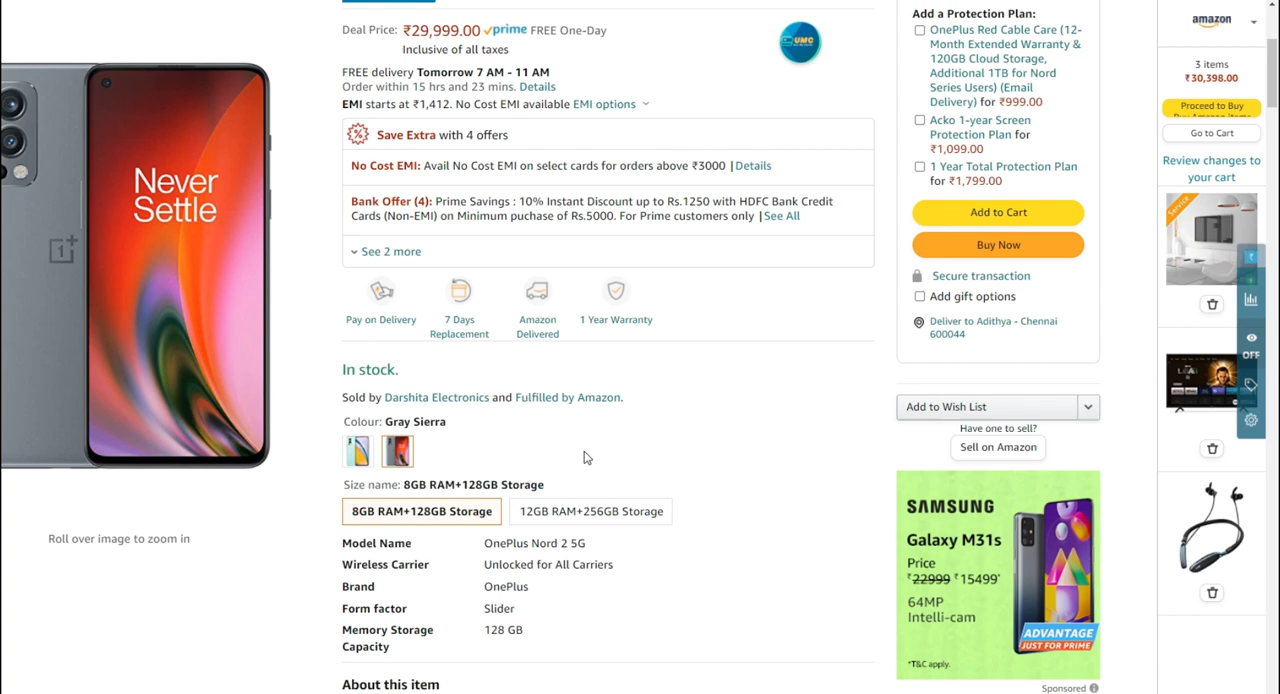 Never
Settle
Roll over image to zoom in
Deal Price: ₹29,999.00 prime FREE One-Day
Inclusive of all taxes
UMC
FREE delivery Tomorrow 7 AM - 11 AM
Order within 15 hrs and 23 mins. Details
EMI starts at ₹1,412. No Cost EMI available EMI options
Save Extra with 4 offers
No Cost EMI: Avail No Cost EMI on select cards for orders above ₹3000 | Details
Bank Offer (4): Prime Savings : 10% Instant Discount up to Rs.1250 with HDFC Bank Credit
Cards (Non-EMI) on Minimum puchase of Rs.5000. For Prime customers only | See All
See 2 more
Pay on Delivery
7 Days
Replacement
Amazon
Delivered
1 Year Warranty
In stock.
Sold by Darshita Electronics and Fulfilled by Amazon.
Colour: Gray Sierra
Size name: 8GB RAM+128GB Storage
8GB RAM+128GB Storage
12GB RAM+256GB Storage
Model Name OnePlus Nord 2 5G
Wireless Carrier Unlocked for All Carriers
Brand OnePlus
Form factor Slider
Memory Storage 128 GB
Capacity
About this item
Add a Protection Plan:
OnePlus Red Cable Care (12-
Month Extended Warranty &
120GB Cloud Storage,
Additional 1TB for Nord
Series Users) (Email
Delivery) for ₹999.00
Acko 1-year Screen
Protection Plan for
₹1,099.00
1 Year Total Protection Plan
for ₹1,799.00
Add to Cart
Buy Now
Secure transaction
Add gift options
Deliver to Adithya - Chennai
600044
Add to Wish List
Have one to sell?
Sell on Amazon
SAMSUNG
Galaxy M31s
Price
₹22999 ₹15499*
64MP
Intelli-cam
ADVANTAGE
JUST FOR PRIME
*T&C apply.
Sponsored
amazon
3 items
₹30,398.00
Proceed to Buy
Go to Cart
Review changes to
your cart
Service
OFF